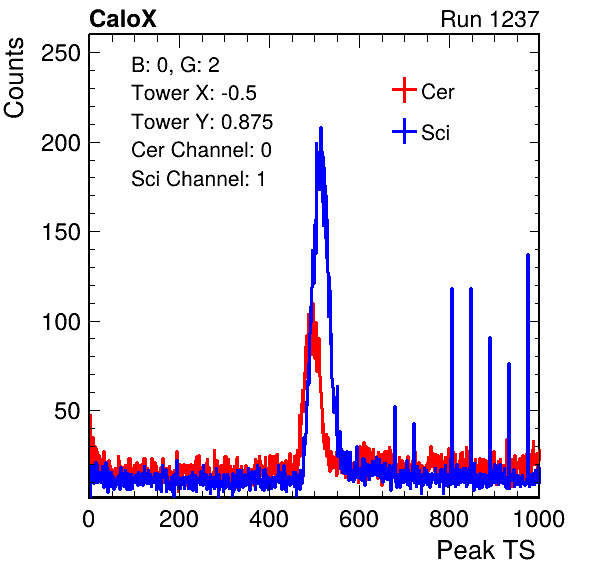 CaloX Run 1237
Counts
250
200
150
100
50
B: 0, G: 2
Tower X: -0.5
Tower Y: 0.875
Cer Channel: 0
Sci Channel: 1
Cer
Sci
0 200 400 600 800 1000
Peak TS